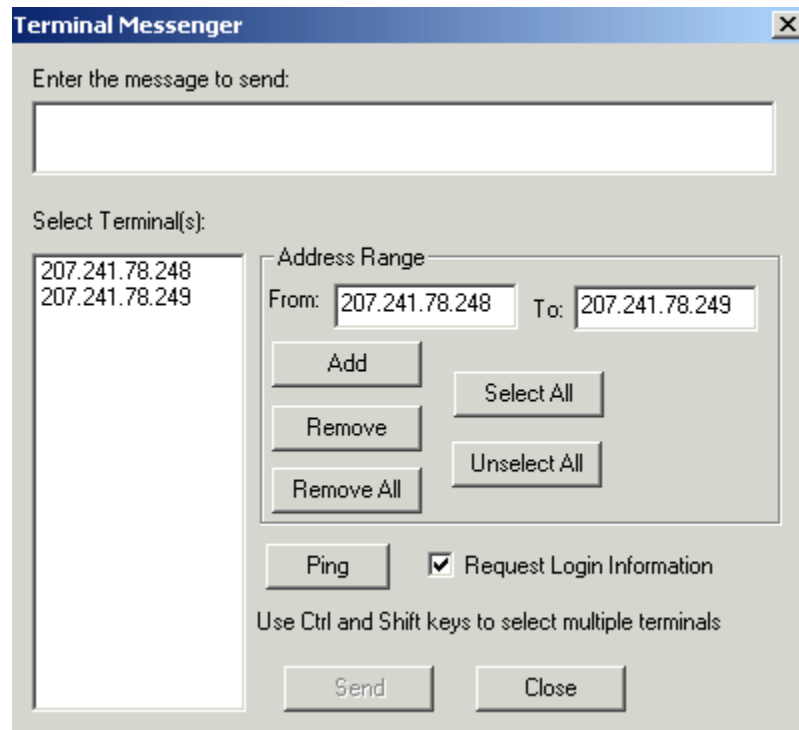 Terminal Messenger
Enter the message to send:
Select Terminal(s):
207.241.78.248
207.241.78.249
Address Range
From: 207.241.78.248 To: 207.241.78.249
Add
Select All
Remove
Unselect All
Remove All
Ping Request Login Information
Use Ctrl and Shift keys to select multiple terminals
Send Close